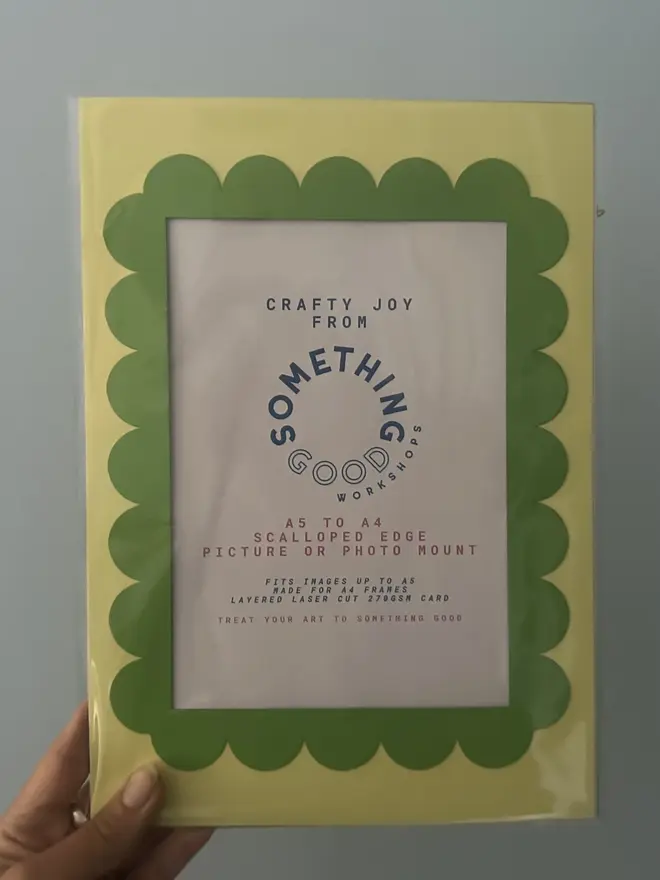 CRAFTY JOY
FROM
SOMETHING
GOOD
WORKSHOPS
A5 TO A4
SCALLOPED EDGE
PICTURE OR PHOTO MOUNT
FITS IMAGES UP TO A5
MADE FOR A4 FRAMES
LAYERED LASER CUT 270GSM CARD
TREAT YOUR ART TO SOMETHING GOOD